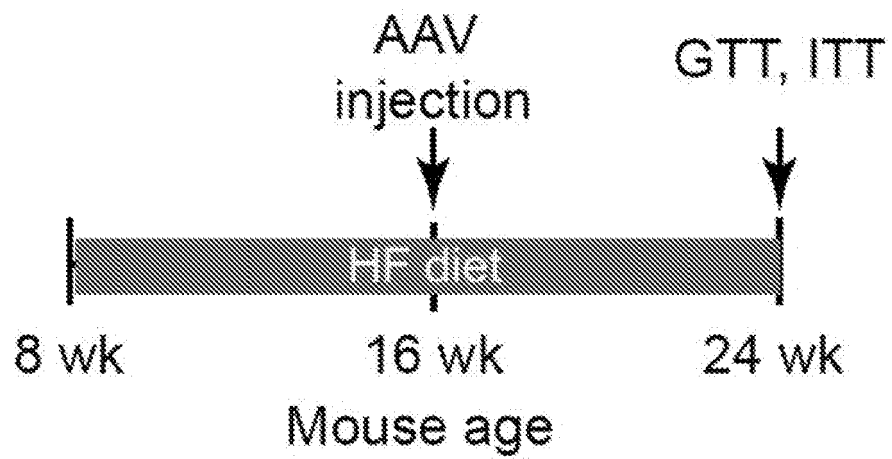 AAV
injection
GTT, ITT
HF diet
8 wk
16 wk
24 wk
Mouse age